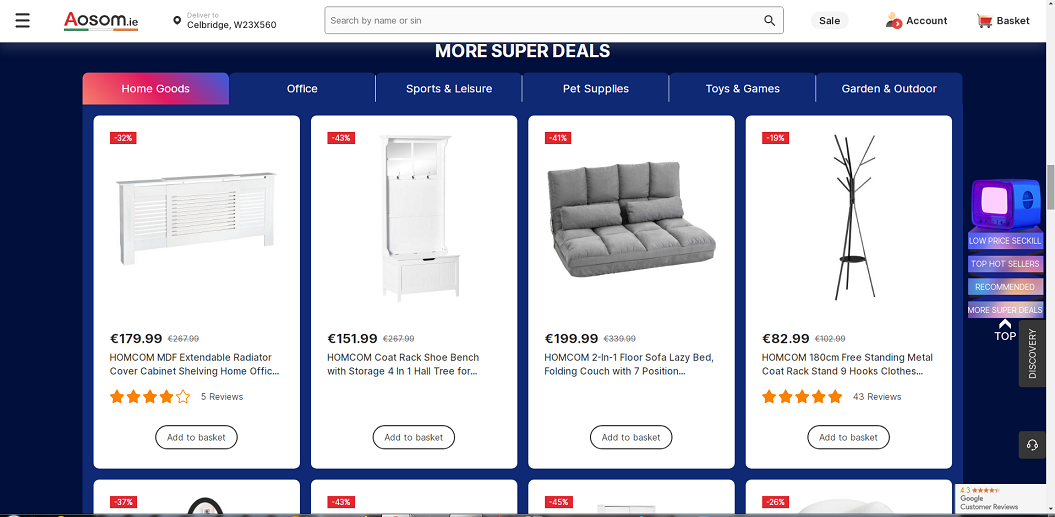 Aosom.ie
Deliver to
Celbridge, W23X560
Search by name or sin
Sale
Account
Basket
MORE SUPER DEALS
Home Goods
Office
Sports & Leisure
Pet Supplies
Toys & Games
Garden & Outdoor
-32%
€179.99 €267.99
HOMCOM MDF Extendable Radiator
Cover Cabinet Shelving Home Offic...
5 Reviews
Add to basket
-43%
€151.99 €267.99
HOMCOM Coat Rack Shoe Bench
with Storage 4 In 1 Hall Tree for...
Add to basket
-41%
€199.99 €339.99
HOMCOM 2-In-1 Floor Sofa Lazy Bed,
Folding Couch with 7 Position...
Add to basket
-19%
€82.99 €102.99
HOMCOM 180cm Free Standing Metal
Coat Rack Stand 9 Hooks Clothes...
43 Reviews
Add to basket
-37%
-43%
-45%
-26%
LOW PRICE SECKILL
TOP HOT SELLERS
RECOMMENDED
MORE SUPER DEALS
TOP
DISCOVERY
4.3
Google
Customer Reviews